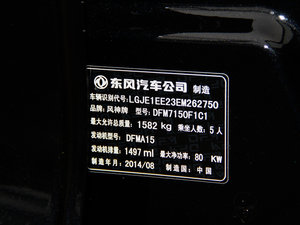 东风汽车公司 制造
车辆识别代号: LGJE1EE23EM262750
品牌: 风神牌 型号: DFM7150F1C1
最大允许总质量: 1582 kg 乘坐人数: 5 人
发动机型号: DFMA15
发动机排量: 1497 ml 最大净功率: 80 KW
制造年月: 2014/08 制造国: 中国